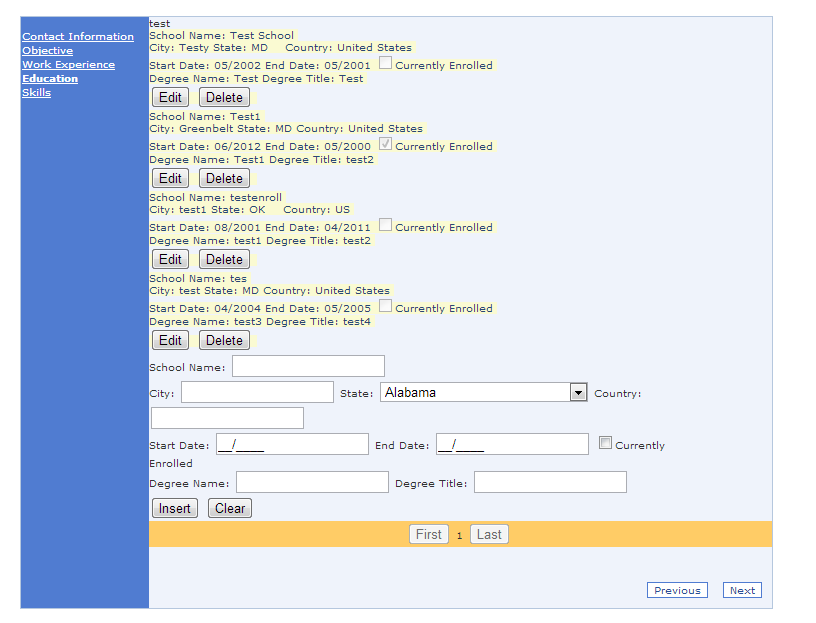 Contact Information
Objective
Work Experience
Education
Skills
test
School Name: Test School
City: Testy State: MD Country: United States
Start Date: 05/2002 End Date: 05/2001 Currently Enrolled
Degree Name: Test Degree Title: Test
Edit Delete
School Name: Test1
City: Greenbelt State: MD Country: United States
Start Date: 06/2012 End Date: 05/2000 Currently Enrolled
Degree Name: Test1 Degree Title: test2
Edit Delete
School Name: testenroll
City: test1 State: OK Country: US
Start Date: 08/2001 End Date: 04/2011 Currently Enrolled
Degree Name: test1 Degree Title: test2
Edit Delete
School Name: tes
City: test State: MD Country: United States
Start Date: 04/2004 End Date: 05/2005 Currently Enrolled
Degree Name: test3 Degree Title: test4
Edit Delete
School Name:
City: State: Alabama Country:
Start Date: __/____ End Date: __/____ Currently
Enrolled
Degree Name: Degree Title:
Insert Clear
First 1 Last
Previous Next